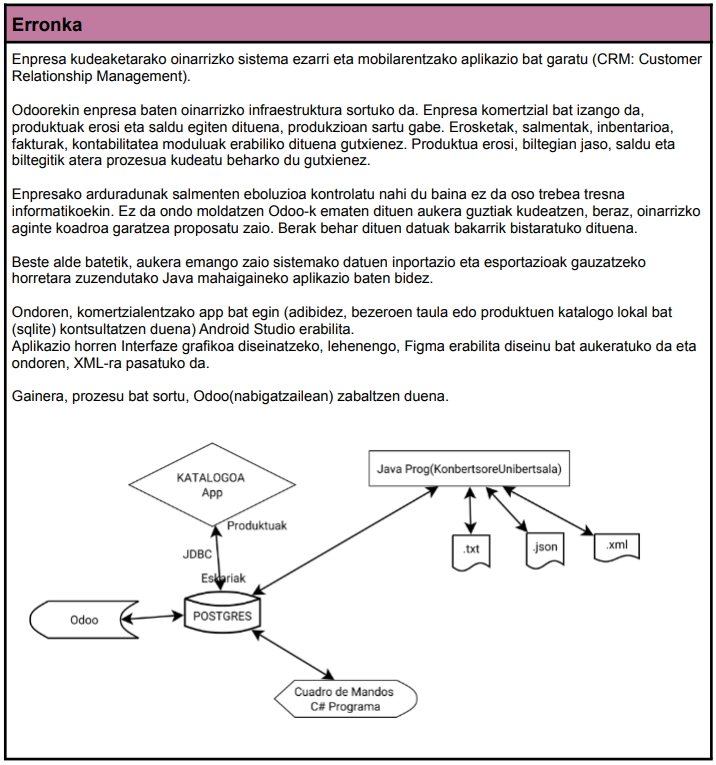 Erronka
Enpresa kudeaketarako oinarrizko sistema ezarri eta mobilarentzako aplikazio bat garatu (CRM: Customer
Relationship Management).
Odoorekin enpresa baten oinarrizko infraestruktura sortuko da. Enpresa komertzial bat izango da,
produktuak erosi eta saldu egiten dituena, produkzioan sartu gabe. Erosketak, salmentak, inbentarioa,
fakturak, kontabilitatea moduluak erabiliko dituena gutxienez. Produktua erosi, biltegian jaso, saldu eta
biltegitik atera prozesua kudeatu beharko du gutxienez.
Enpresako arduradunak salmenten eboluzioa kontrolatu nahi du baina ez da oso trebea tresna
informatikoekin. Ez da ondo moldatzen Odoo-k ematen dituen aukera guztiak kudeatzen, beraz, oinarrizko
aginte koadroa garatzea proposatu zaio. Berak behar dituen datuak bakarrik bistaratuko dituena.
Beste alde batetik, aukera emango zaio sistemako datuen inportazio eta esportazioak gauzatzeko
horretara zuzendutako Java mahaigaineko aplikazio baten bidez.
Ondoren, komertzialentzako app bat egin (adibidez, bezeroen taula edo produktuen katalogo lokal bat
(sqlite) kontsultatzen duena) Android Studio erabilita.
Aplikazio horren Interfaze grafikoa diseinatzeko, lehenengo, Figma erabilita diseinu bat aukeratuko da eta
ondoren, XML-ra pasatuko da.
Gainera, prozesu bat sortu, Odoo(nabigatzailean) zabaltzen duena.
KATALOGOA
App
Java Prog(KonbertsoreUnibertsala)
Produktuak
JDBC
.txt
.json
.xml
Eskariak
POSTGRES
Odoo
Cuadro de Mandos
C# Programa